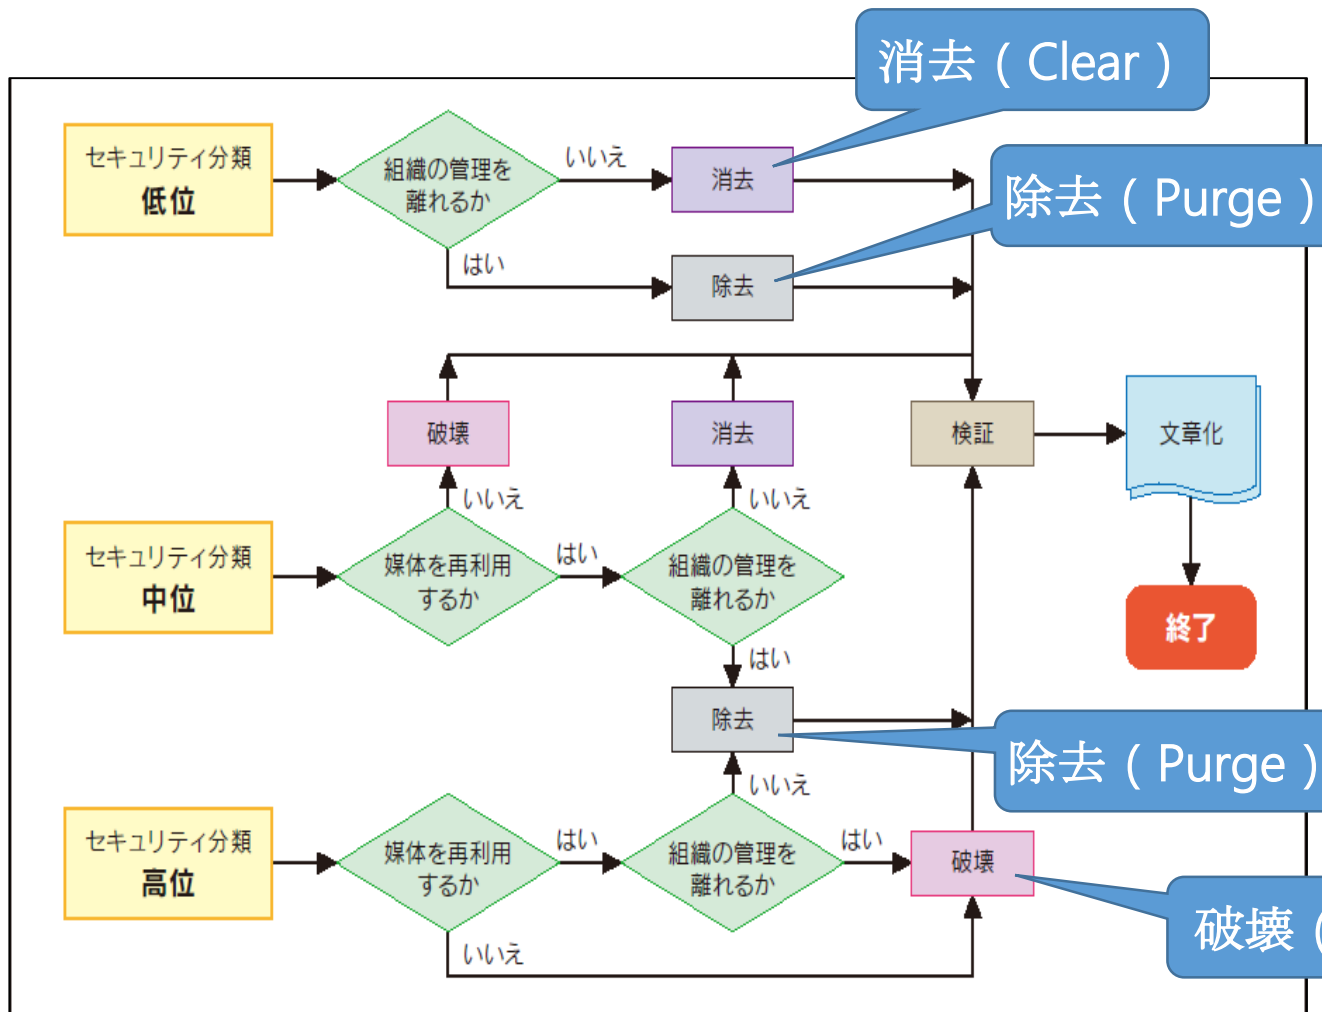 消去（Clear）
セキュリティ分類
低位
組織の管理を
離れるか
いいえ
消去
除去（Purge）
はい
除去
破壊
消去
検証
文章化
いいえ
いいえ
セキュリティ分類
中位
媒体を再利用
するか
はい
組織の管理を
離れるか
終了
はい
除去
除去（Purge）
いいえ
セキュリティ分類
高位
媒体を再利用
するか
はい
組織の管理を
離れるか
はい
破壊
破壊（
いいえ